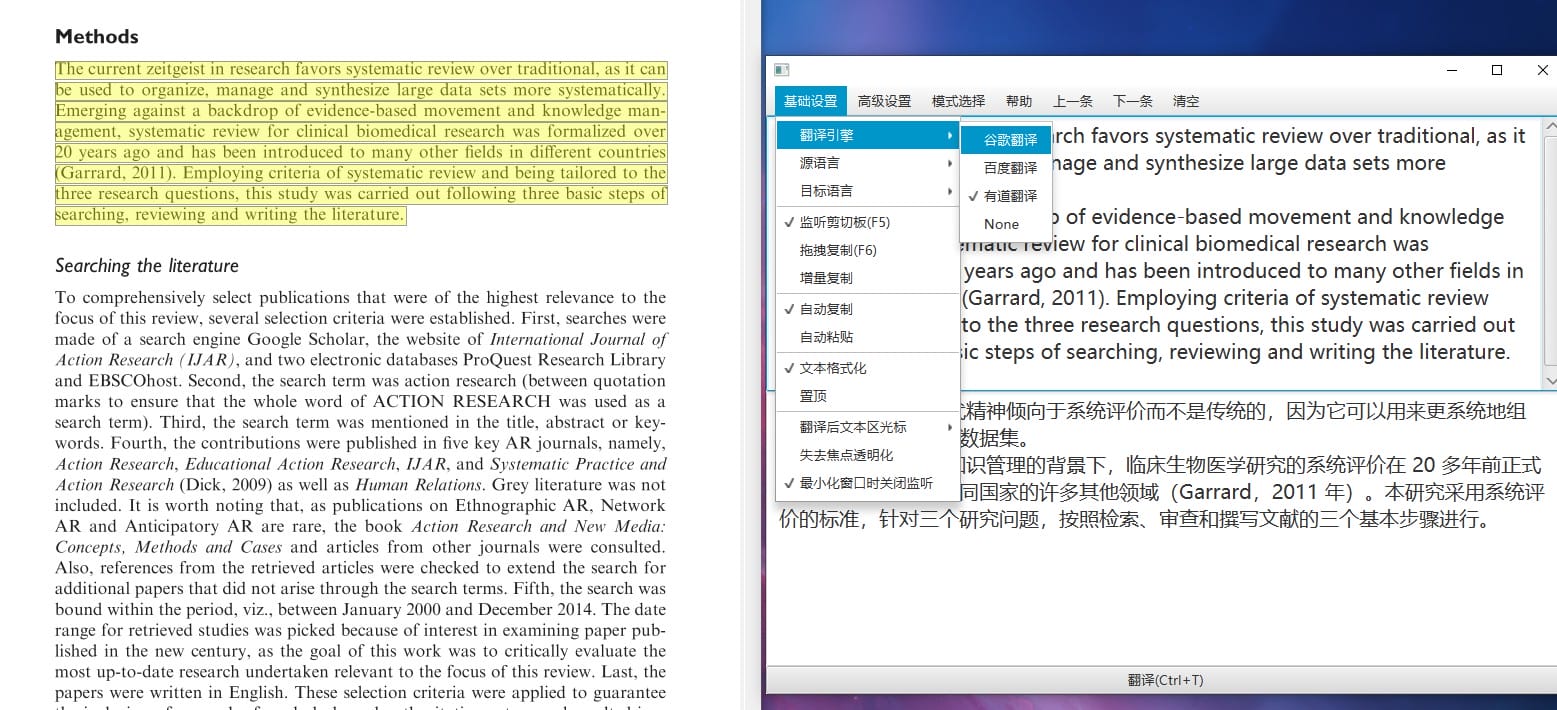 Methods
The current zeitgeist in research favors systematic review over traditional, as it can
be used to organize, manage and synthesize large data sets more systematically.
Emerging against a backdrop of evidence-based movement and knowledge man-
agement, systematic review for clinical biomedical research was formalized over
20 years ago and has been introduced to many other fields in different countries
(Garrard, 2011). Employing criteria of systematic review and being tailored to the
three research questions, this study was carried out following three basic steps of
searching, reviewing and writing the literature.
Searching the literature
To comprehensively select publications that were of the highest relevance to the
focus of this review, several selection criteria were established. First, searches were
made of a search engine Google Scholar, the website of International Journal of
Action Research (IJAR), and two electronic databases ProQuest Research Library
and EBSCOhost. Second, the search term was action research (between quotation
marks to ensure that the whole word of ACTION RESEARCH was used as a
search term). Third, the search term was mentioned in the title, abstract or key-
words. Fourth, the contributions were published in five key AR journals, namely,
Action Research, Educational Action Research, IJAR, and Systematic Practice and
Action Research (Dick, 2009) as well as Human Relations. Grey literature was not
included. It is worth noting that, as publications on Ethnographic AR, Network
AR and Anticipatory AR are rare, the book Action Research and New Media:
Concepts, Methods and Cases and articles from other journals were consulted.
Also, references from the retrieved articles were checked to extend the search for
additional papers that did not arise through the search terms. Fifth, the search was
bound within the period, viz., between January 2000 and December 2014. The date
range for retrieved studies was picked because of interest in examining paper pub-
lished in the new century, as the goal of this work was to critically evaluate the
most up-to-date research undertaken relevant to the focus of this review. Last, the
papers were written in English. These selection criteria were applied to guarantee
基础设置 高级设置 模式选择 帮助 上一条 下一条 清空
翻译引擎
源语言
目标语言
✓ 监听剪切板(F5)
拖拽复制(F6)
增量复制
✓ 自动复制
自动粘贴
✓ 文本格式化
置顶
翻译后文本区光标
失去焦点透明化
✓ 最小化窗口时关闭监听
谷歌翻译
百度翻译
✓ 有道翻译
None
favors systematic review over traditional, as it
and synthesize large data sets more
of evidence-based movement and knowledge
review for clinical biomedical research was
years ago and has been introduced to many other fields in
(Garrard, 2011). Employing criteria of systematic review
to the three research questions, this study was carried out
steps of searching, reviewing and writing the literature.
精神倾向于系统评价而不是传统的，因为它可以用来更系统地组
数据集。
识管理的背景下，临床生物医学研究的系统评价在 20 多年前正式
同国家的许多其他领域（Garrard，2011 年）。本研究采用系统评
价的标准，针对三个研究问题，按照检索、审查和撰写文献的三个基本步骤进行。
翻译(Ctrl+T)